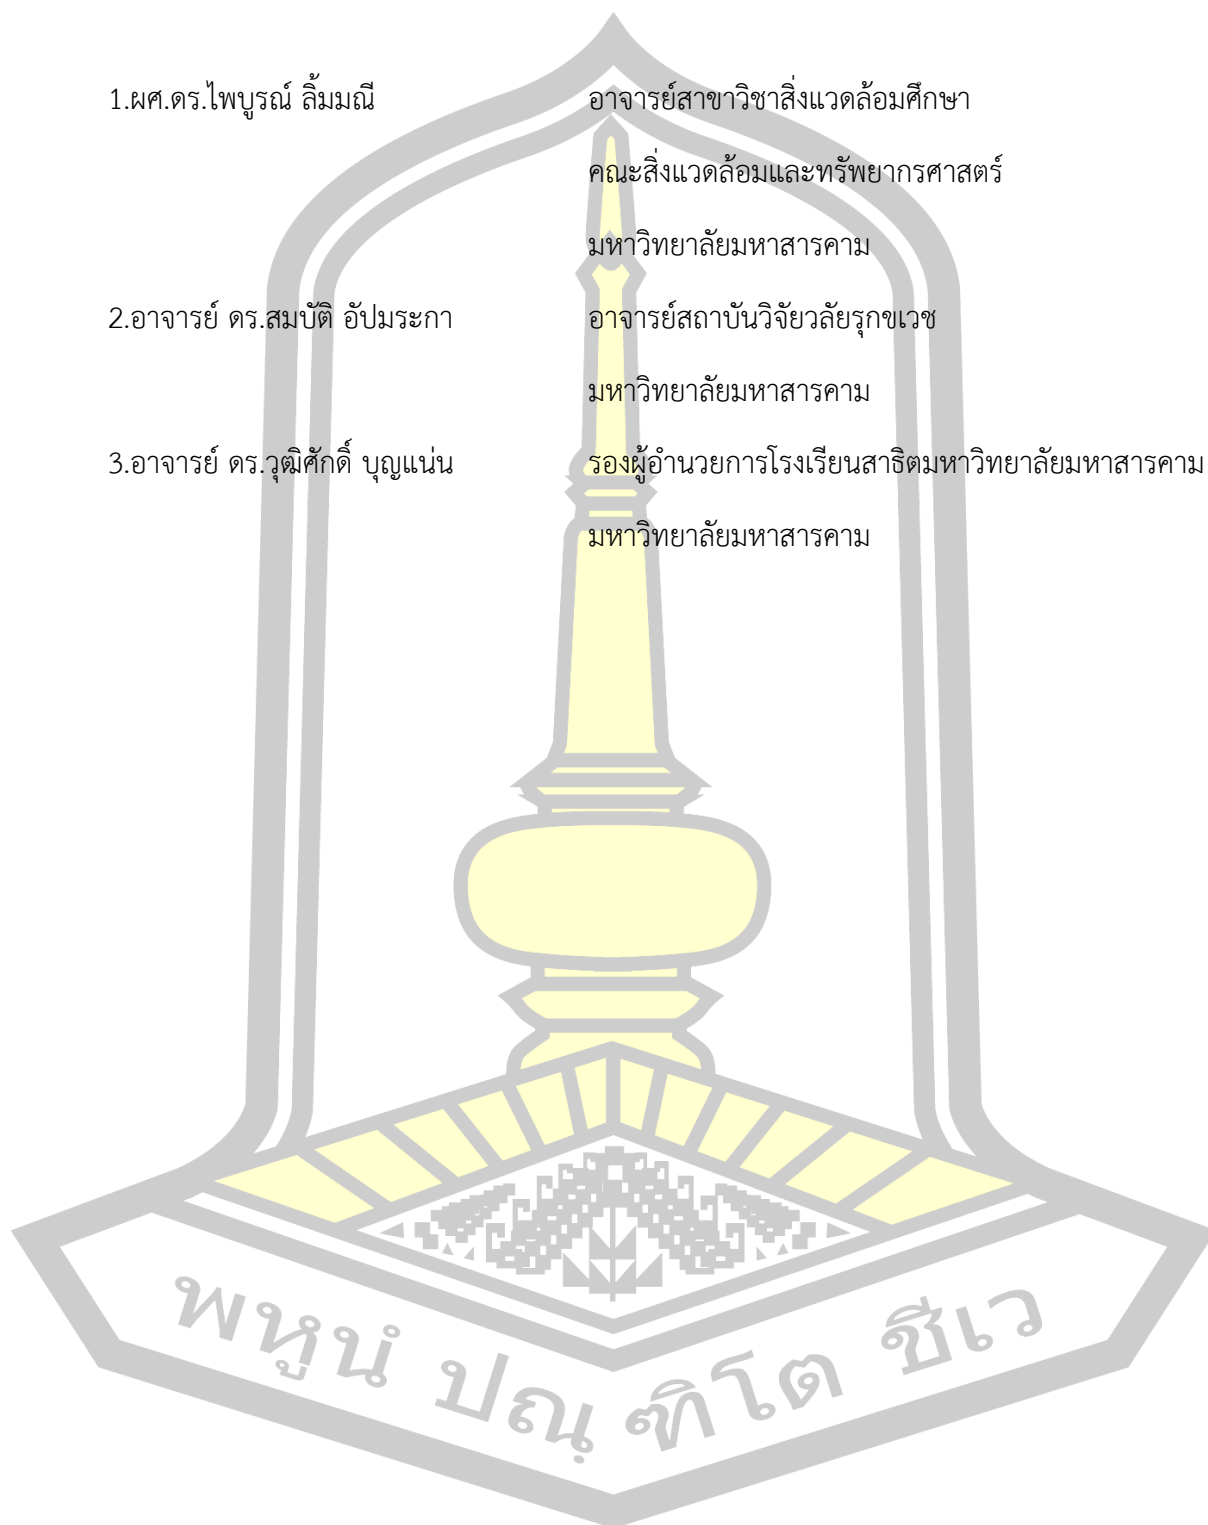 1.ผศ.ดร.ไพบูรณ์ ลิ้มมณี อาจารย์สาขาวิชาสิ่งแวดล้อมศึกษา
คณะสิ่งแวดล้อมและทรัพยากรศาสตร์
มหาวิทยาลัยมหาสารคาม
2.อาจารย์ ดร.สมบัติ อัปมระกา อาจารย์สถาบันวิจัยวลัยรุกขเวช
มหาวิทยาลัยมหาสารคาม
3.อาจารย์ ดร.วุฒิศักดิ์ บุญแน่น รองผู้อำนวยการโรงเรียนสาธิตมหาวิทยาลัยมหาสารคาม
มหาวิทยาลัยมหาสารคาม
พหูนํ ปณฺฑิโต ชีเว